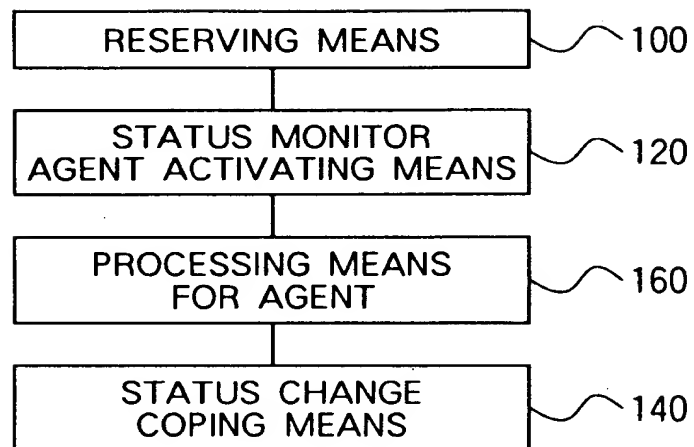 RESERVING MEANS
100
STATUS MONITOR
AGENT ACTIVATING MEANS
120
PROCESSING MEANS
FOR AGENT
160
STATUS CHANGE
COPING MEANS
140